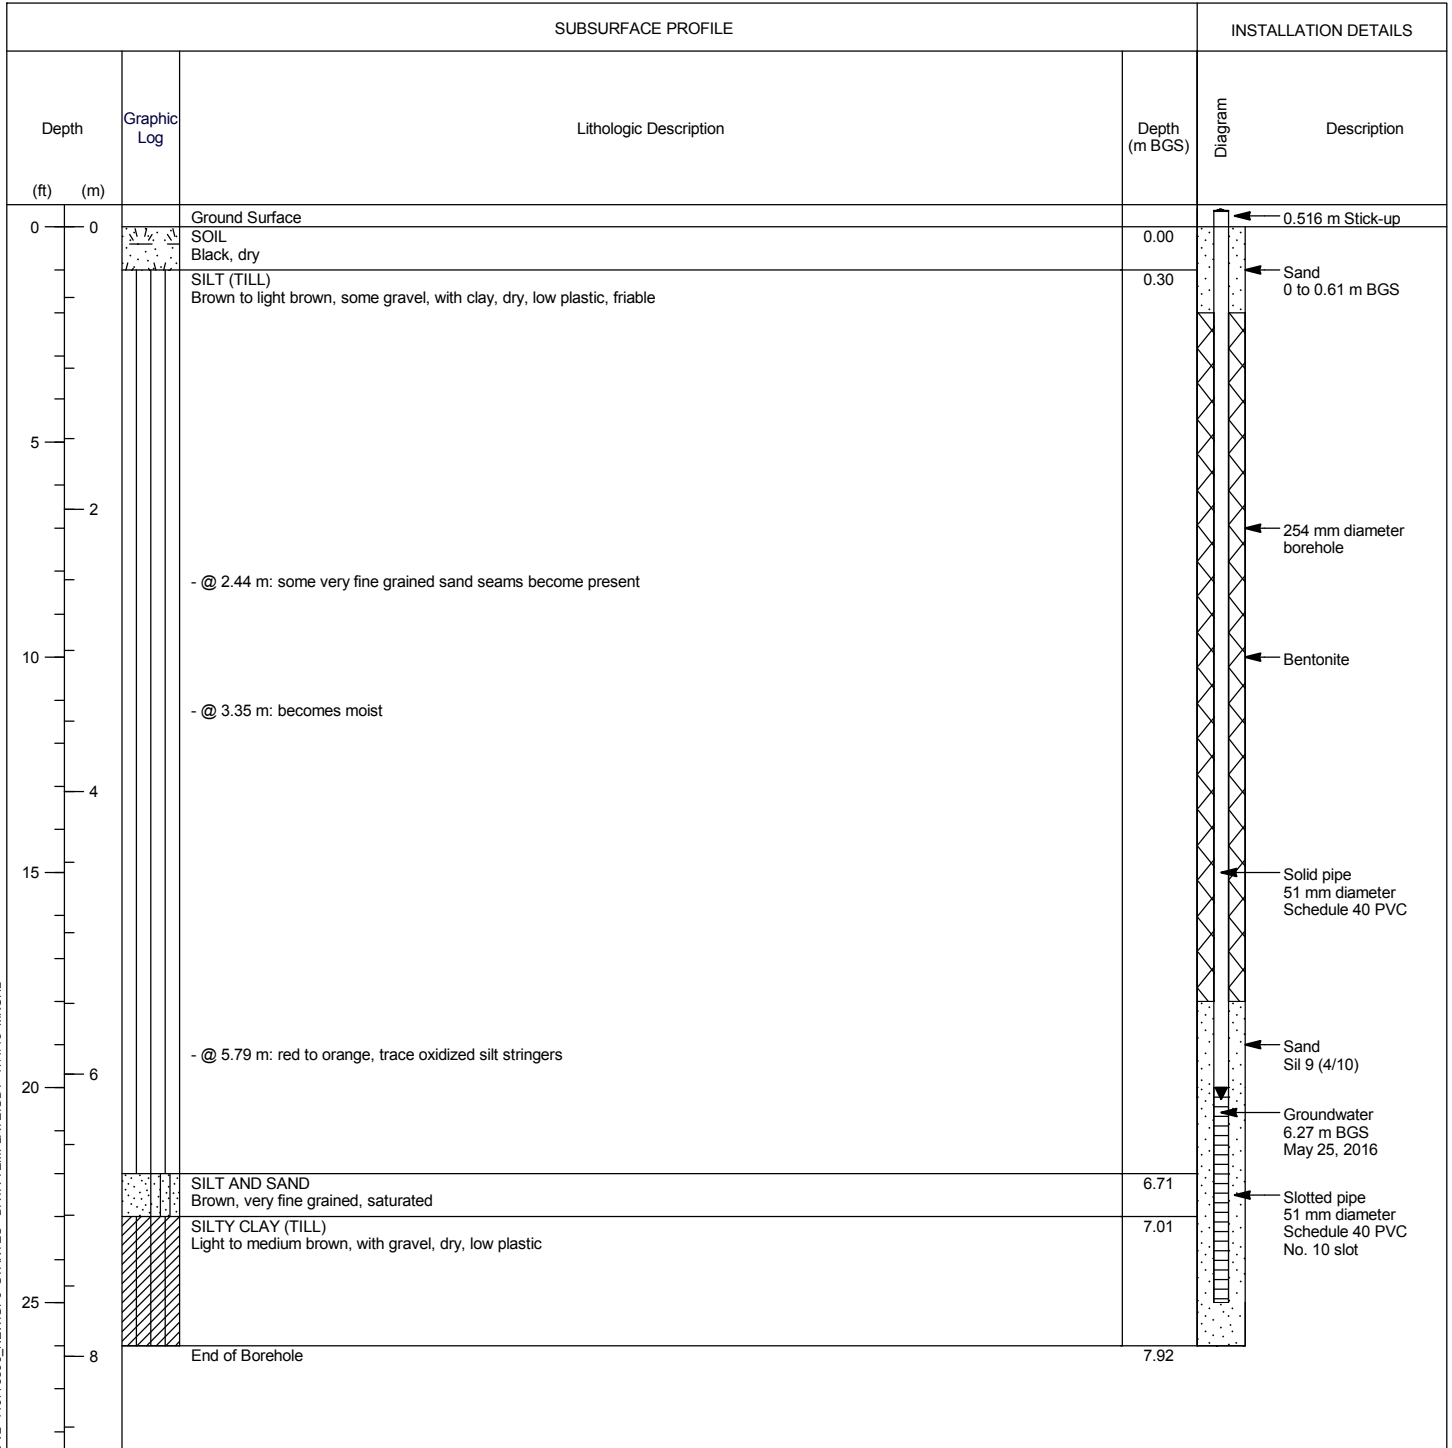 SUBSURFACE PROFILE
INSTALLATION DETAILS
Depth
(ft) (m)
Graphic
Log
Lithologic Description
Depth
(m BGS)
Diagram
Description
Ground Surface
0.516 m Stick-up
0 0
SOIL
0.00
Black, dry
SILT (TILL)
0.30
Brown to light brown, some gravel, with clay, dry, low plastic, friable
Sand
0 to 0.61 m BGS
5
2
254 mm diameter
borehole
- @ 2.44 m: some very fine grained sand seams become present
10
Bentonite
- @ 3.35 m: becomes moist
4
15
Solid pipe
51 mm diameter
Schedule 40 PVC
- @ 5.79 m: red to orange, trace oxidized silt stringers
Sand
Sil 9 (4/10)
6
20
Groundwater
6.27 m BGS
May 25, 2016
SILT AND SAND
6.71
Brown, very fine grained, saturated
Slotted pipe
51 mm diameter
Schedule 40 PVC
No. 10 slot
SILTY CLAY (TILL)
7.01
Light to medium brown, with gravel, dry, low plastic
25
8
End of Borehole
7.92